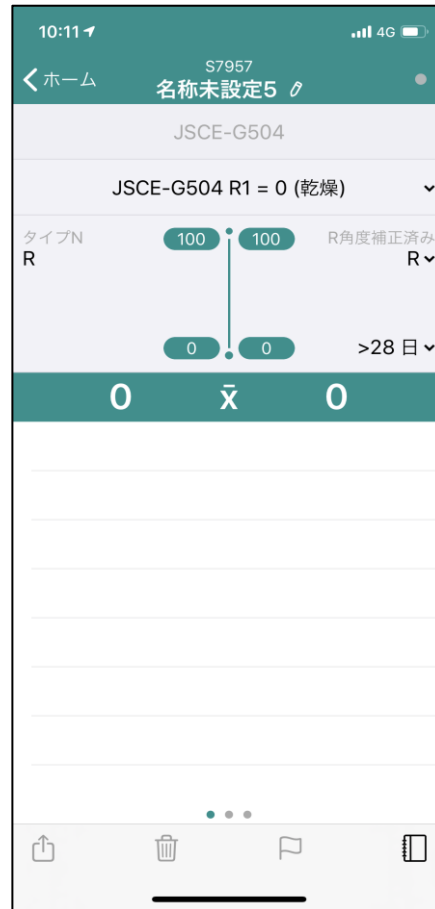 10:11 4G
ホーム
S7957
名称未設定5
JSCE-G504
JSCE-G504 R1 = 0 (乾燥)
タイプN 100 100 R角度補正済み
R R
0 0 >28 日
0 x̄ 0